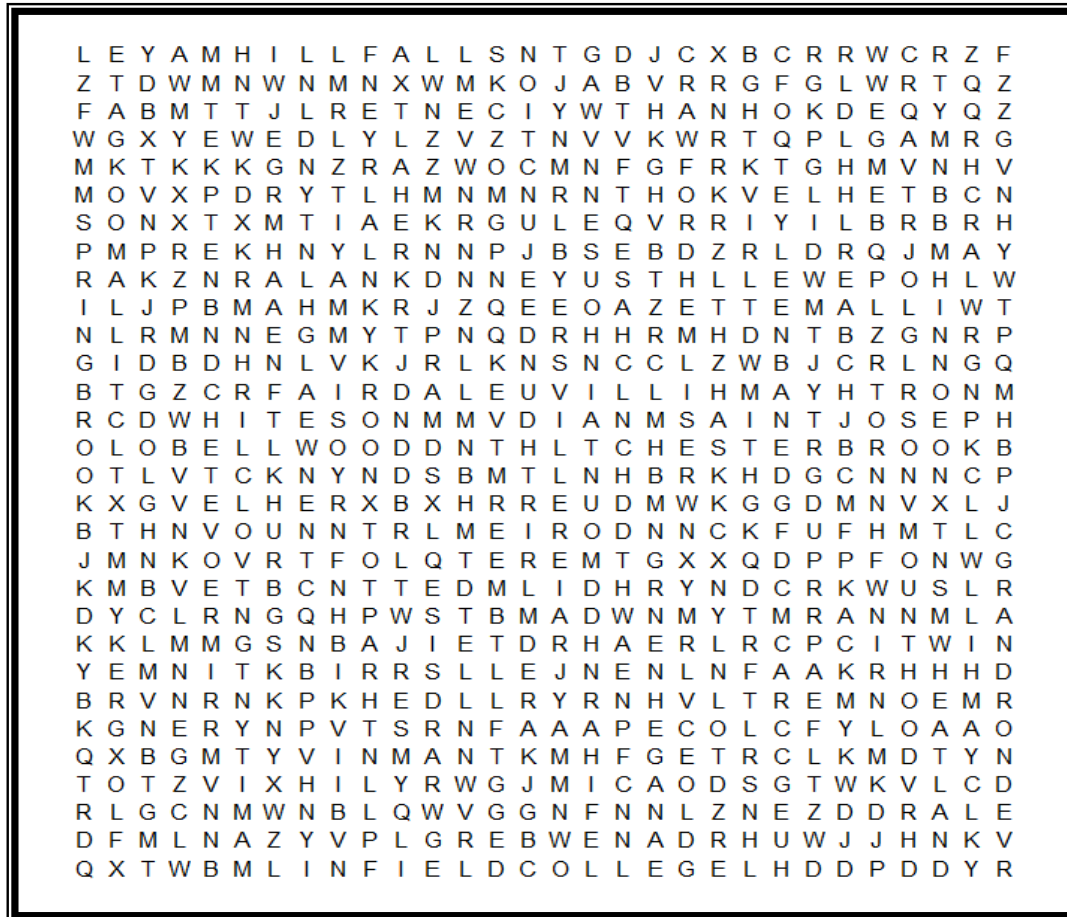 L E Y A M H I L L F A L L S N T G D J C X B C R R W C R Z F
Z T D W M N W N M N X W M K O J A B V R R G F G L W R T Q Z
F A B M T T J L R E T N E C I Y W T H A N H O K D E Q Y Q Z
W G X Y E W E D L Y L Z V Z T N V V K W R T Q P L G A M R G
M K T K K K G N Z R A Z W O C M N F G F R K T G H M V N H V
M O V X P D R Y T L H M N M N R N T H O K V E L H E T B C N
S O N X T X M T I A E K R G U L E Q V R R I Y I L B R B R H
P M P R E K H N Y L R N N P J B S E B D Z R L D R Q J M A Y
R A K Z N R A L A N K D N N E Y U S T H L L E W E P O H L W
I L J P B M A H M K R J Z Q E E O A Z E T T E M A L L I W T
N L R M N N E G M Y T P N Q D R H H R M H D N T B Z G N R P
G I D B D H N L V K J R L K N S N C C L Z W B J C R L N G Q
B T G Z C R F A I R D A L E U V I L L I H M A Y H T R O N M
R C D W H I T E S O N M M V D I A N M S A I N T J O S E P H
O L O B E L L W O O D D N T H L T C H E S T E R B R O O K B
O T L V T C K N Y N D S B M T L N H B R K H D G C N N N C P
K X G V E L H E R X B X H R R E U D M W K G G D M N V X L J
B T H N V O U N N T R L M E I R O D N N C K F U F H M T L C
J M N K O V R T F O L Q T E R E M T G X X Q D P P F O N W G
K M B V E T B C N T T E D M L I D H R Y N D C R K W U S L R
D Y C L R N G Q H P W S T B M A D W N M Y T M R A N N M L A
K K L M M G S N B A J I E T D R H A E R L R C P C I T W I N
Y E M N I T K B I R R S L L E J N E N L N F A A K R H H H D
B R V N R N K P K H E D L L R Y R N H V L T R E M N O E M R
K G N E R Y N P V T S R N F A A A P E C O L C F Y L O A A O
Q X B G M T Y V I N M A N T K M H F G E T R C L K M D T Y N
T O T Z V I X H I L Y R W G J M I C A O D S G T W K V L C D
R L G C N M W N B L Q W V G G N F N N L Z N E Z D D R A L E
D F M L N A Z Y V P L G R E B W E N A D R H U W J J H N K V
Q X T W B M L I N F I E L D C O L L E G E L H D D P D D Y R